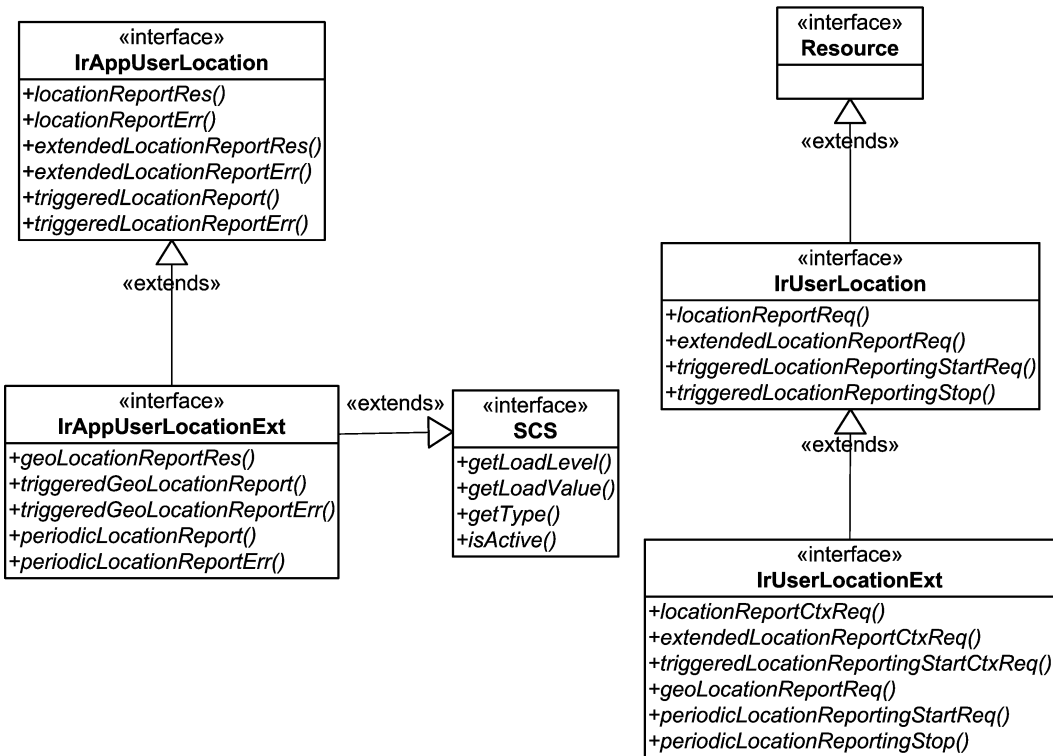 «interface»
IrAppUserLocation
+locationReportRes()
+locationReportErr()
+extendedLocationReportRes()
+extendedLocationReportErr()
+triggeredLocationReport()
+triggeredLocationReportErr()
«extends»
«interface»
IrAppUserLocationExt
+geoLocationReportRes()
+triggeredGeoLocationReport()
+triggeredGeoLocationReportErr()
+periodicLocationReport()
+periodicLocationReportErr()
«extends»
«interface»
SCS
+getLoadLevel()
+getLoadValue()
+getType()
+isActive()
«interface»
Resource
«extends»
«interface»
IrUserLocation
+locationReportReq()
+extendedLocationReportReq()
+triggeredLocationReportingStartReq()
+triggeredLocationReportingStop()
«extends»
«interface»
IrUserLocationExt
+locationReportCtxReq()
+extendedLocationReportCtxReq()
+triggeredLocationReportingStartCtxReq()
+geoLocationReportReq()
+periodicLocationReportingStartReq()
+periodicLocationReportingStop()